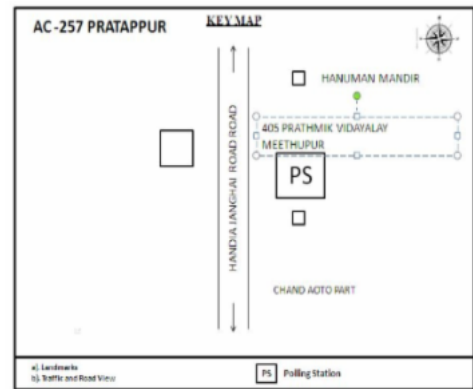 AC-257 PRATAPPUR
KEY MAP
HANUMAN MANDIR
405 PRATHMIK VIDAYALAY
MEETHUPUR
PS
HANDIA JANGHAI ROAD ROAD
CHAND AOTO PART
a). Landmarks
b). Traffic and Road View
PS Polling Station